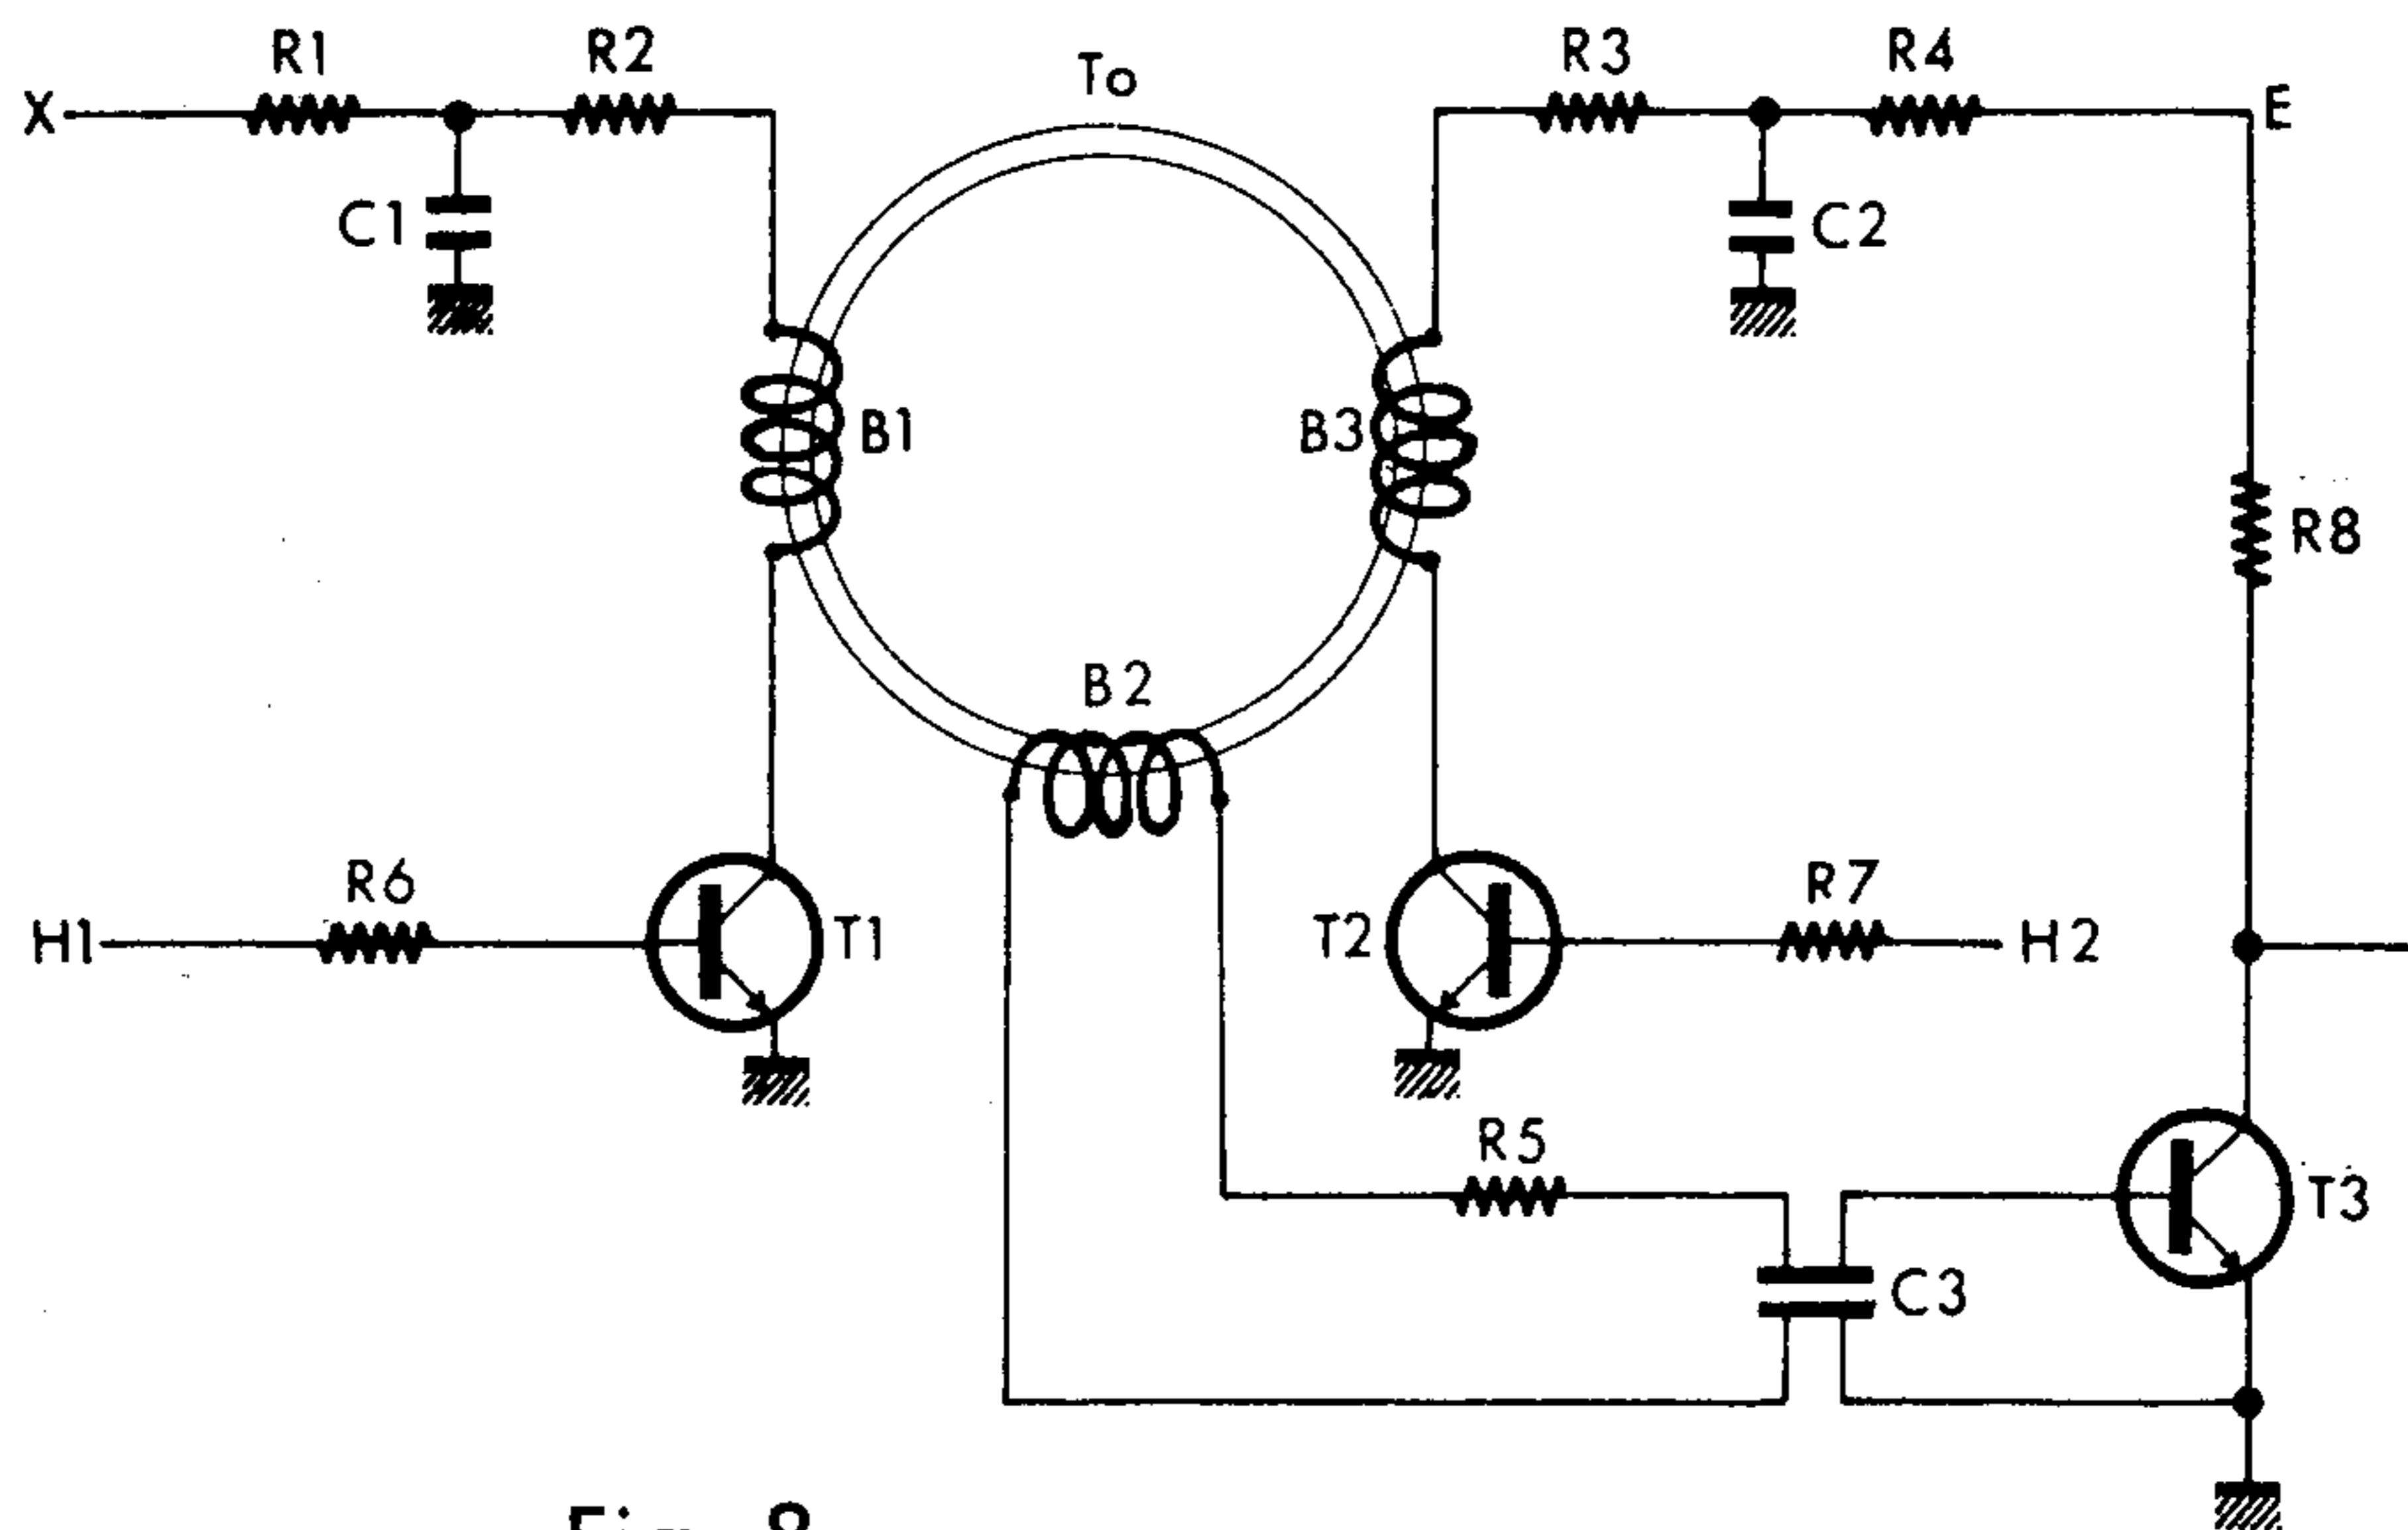 R1 R2 To R3 R4
X E
C1 C2
B1 B3
R8
B2
R6 R7
H1 T1 T2 H2
R5
T3
C3